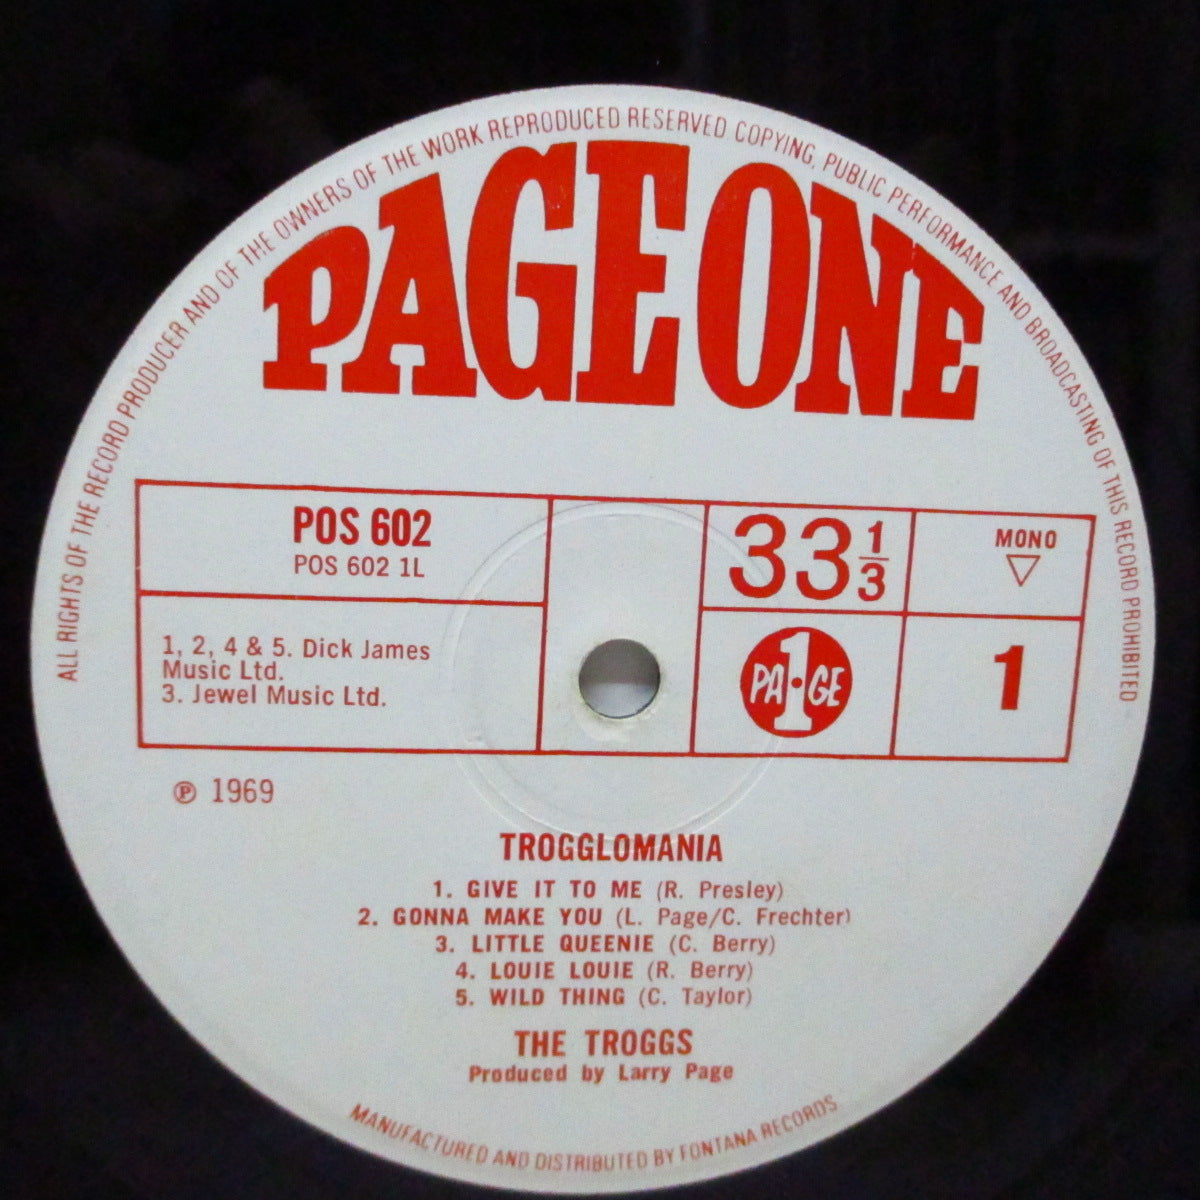 ALL RIGHTS OF THE RECORD PRODUCER AND OF THE OWNERS OF THE WORK REPRODUCED RESERVED COPYING, PUBLIC PERFORMANCE AND BROADCASTING OF THIS RECORD PROHIBITED
PAGE ONE
POS 602
POS 602 1L
33 1/3
MONO
1, 2, 4 & 5. Dick James
Music Ltd.
3. Jewel Music Ltd.
PA·GE
1
1
℗ 1969
TROGGLOMANIA
1. GIVE IT TO ME (R. Presley)
2. GONNA MAKE YOU (L. Page/C. Frechter)
3. LITTLE QUEENIE (C. Berry)
4. LOUIE LOUIE (R. Berry)
5. WILD THING (C. Taylor)
THE TROGGS
Produced by Larry Page
MANUFACTURED AND DISTRIBUTED BY FONTANA RECORDS